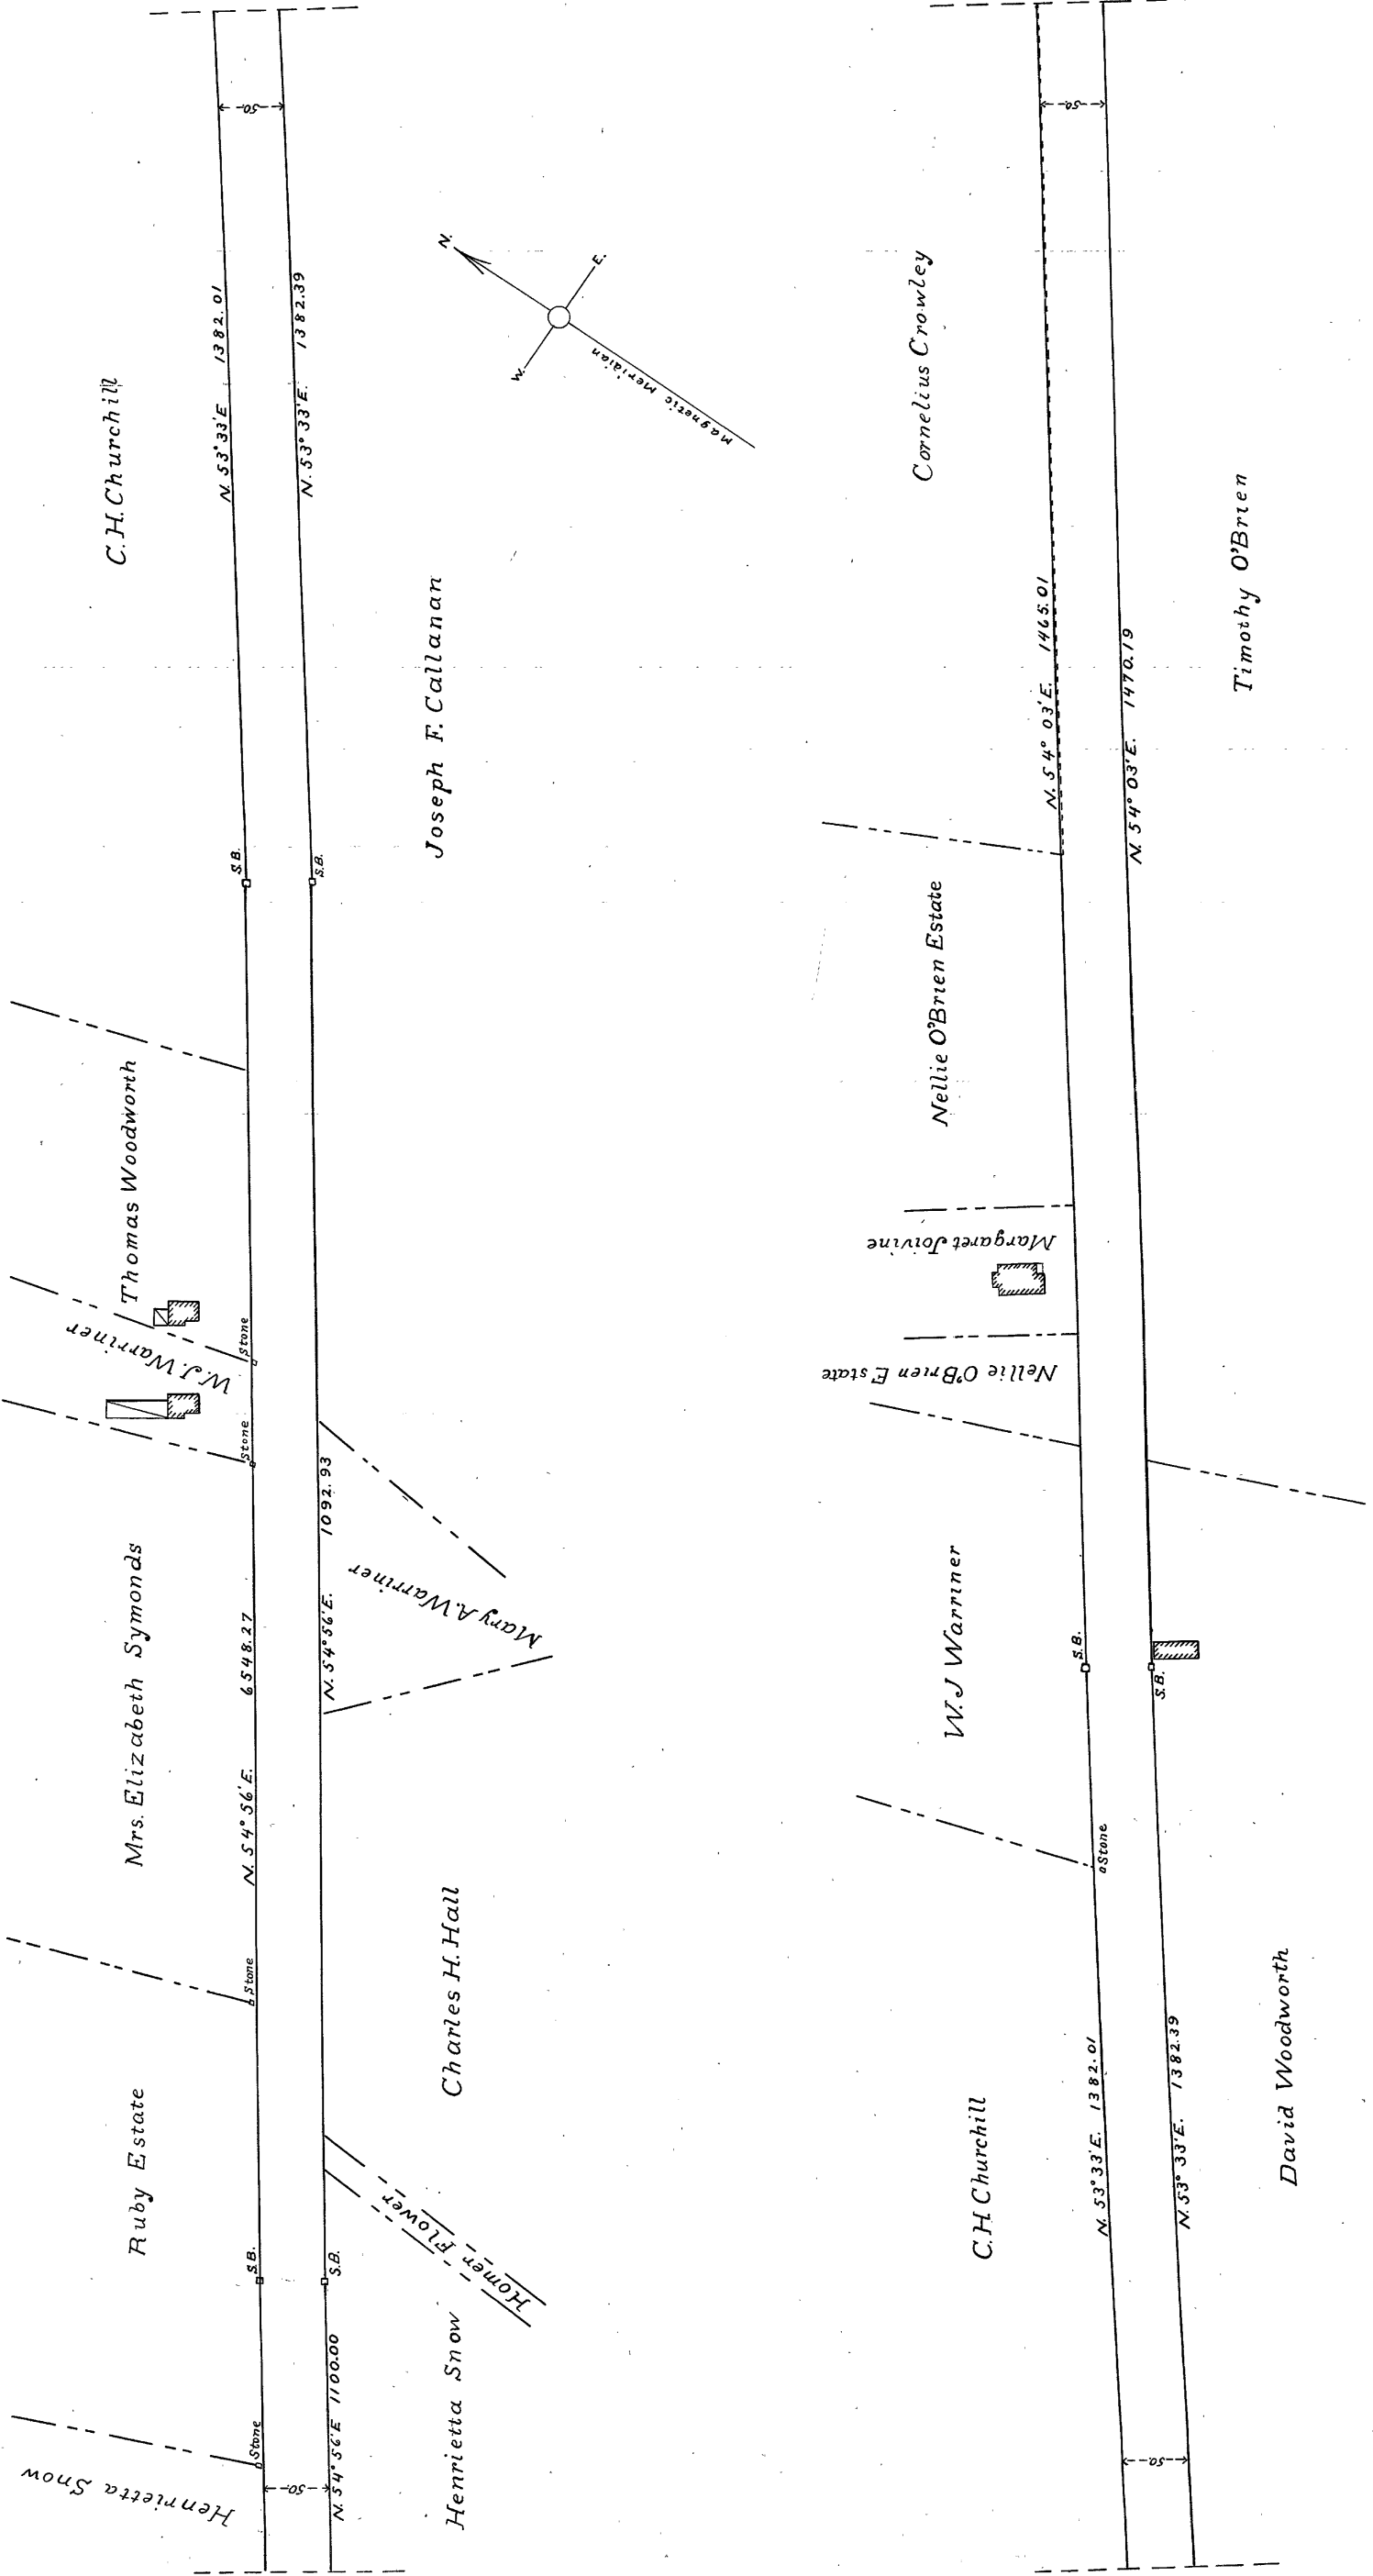 Henrietta Snow
Stone
Ruby Estate
S.B.
Stone
Mrs. Elizabeth Symonds
N. 54° 56' E. 6548.27
Stone
W. J. Warriner
Stone
Thomas Woodworth
S.B.
C. H. Churchill
N. 53° 33' E 1382.01
50
50
N. 54° 56' E 1100.00
Henrietta Snow
S.B.
Homer Flower
Charles H. Hall
N. 54° 56' E. 1092.93
Mary A. Warriner
S.B.
Joseph F. Callanan
N. 53° 33' E. 1382.39
N.
E.
W.
Magnetic Meridian
C. H Churchill
N. 53° 33' E. 1382.01
Stone
W. J Warriner
S.B.
Nellie O'Brien Estate
Margaret Joivine
Nellie O'Brien Estate
N. 54° 03' E. 1465.01
Cornelius Crowley
50
50
N. 53° 33' E. 1382.39
David Woodworth
S.B.
N. 54° 03' E. 1470.19
Timothy O'Brien